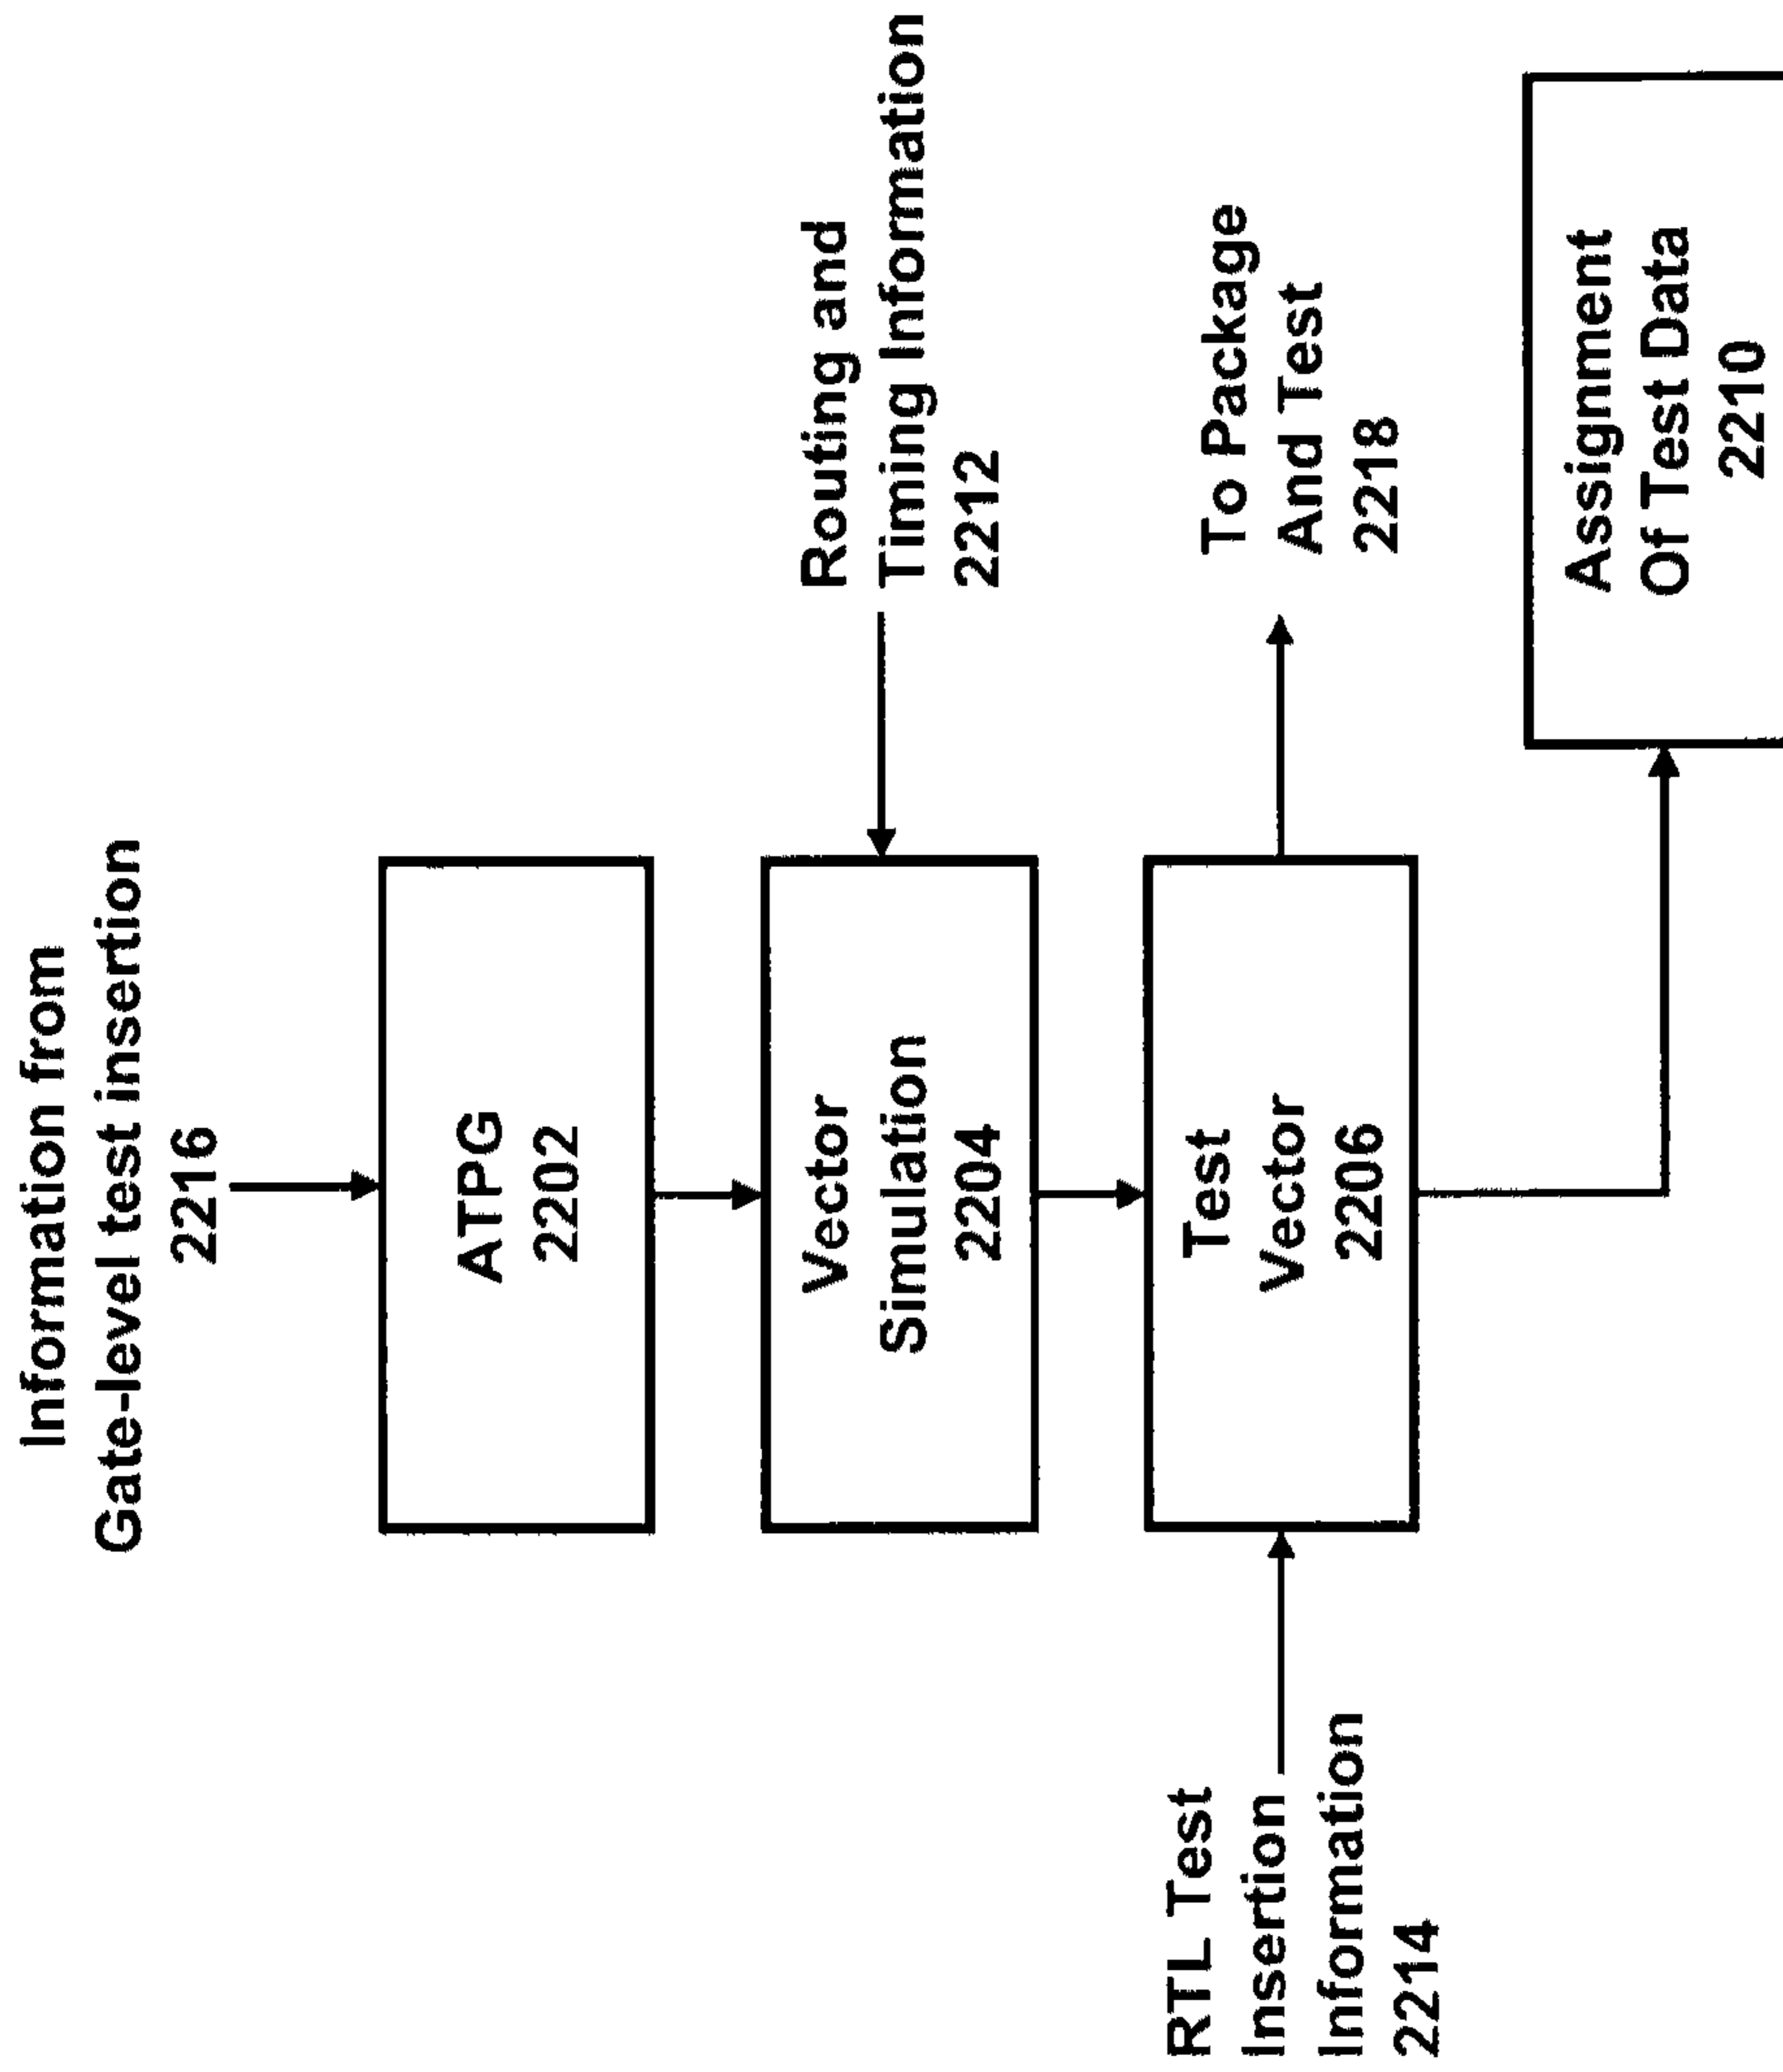 Information from
Gate-level test insertion
2216
ATPG
2202
Routing and
Timing Information
2212
Vector
Simulation
2204
RTL Test
Insertion
Information
2214
Test
Vector
2206
To Package
And Test
2218
Assignment
Of Test Data
2210